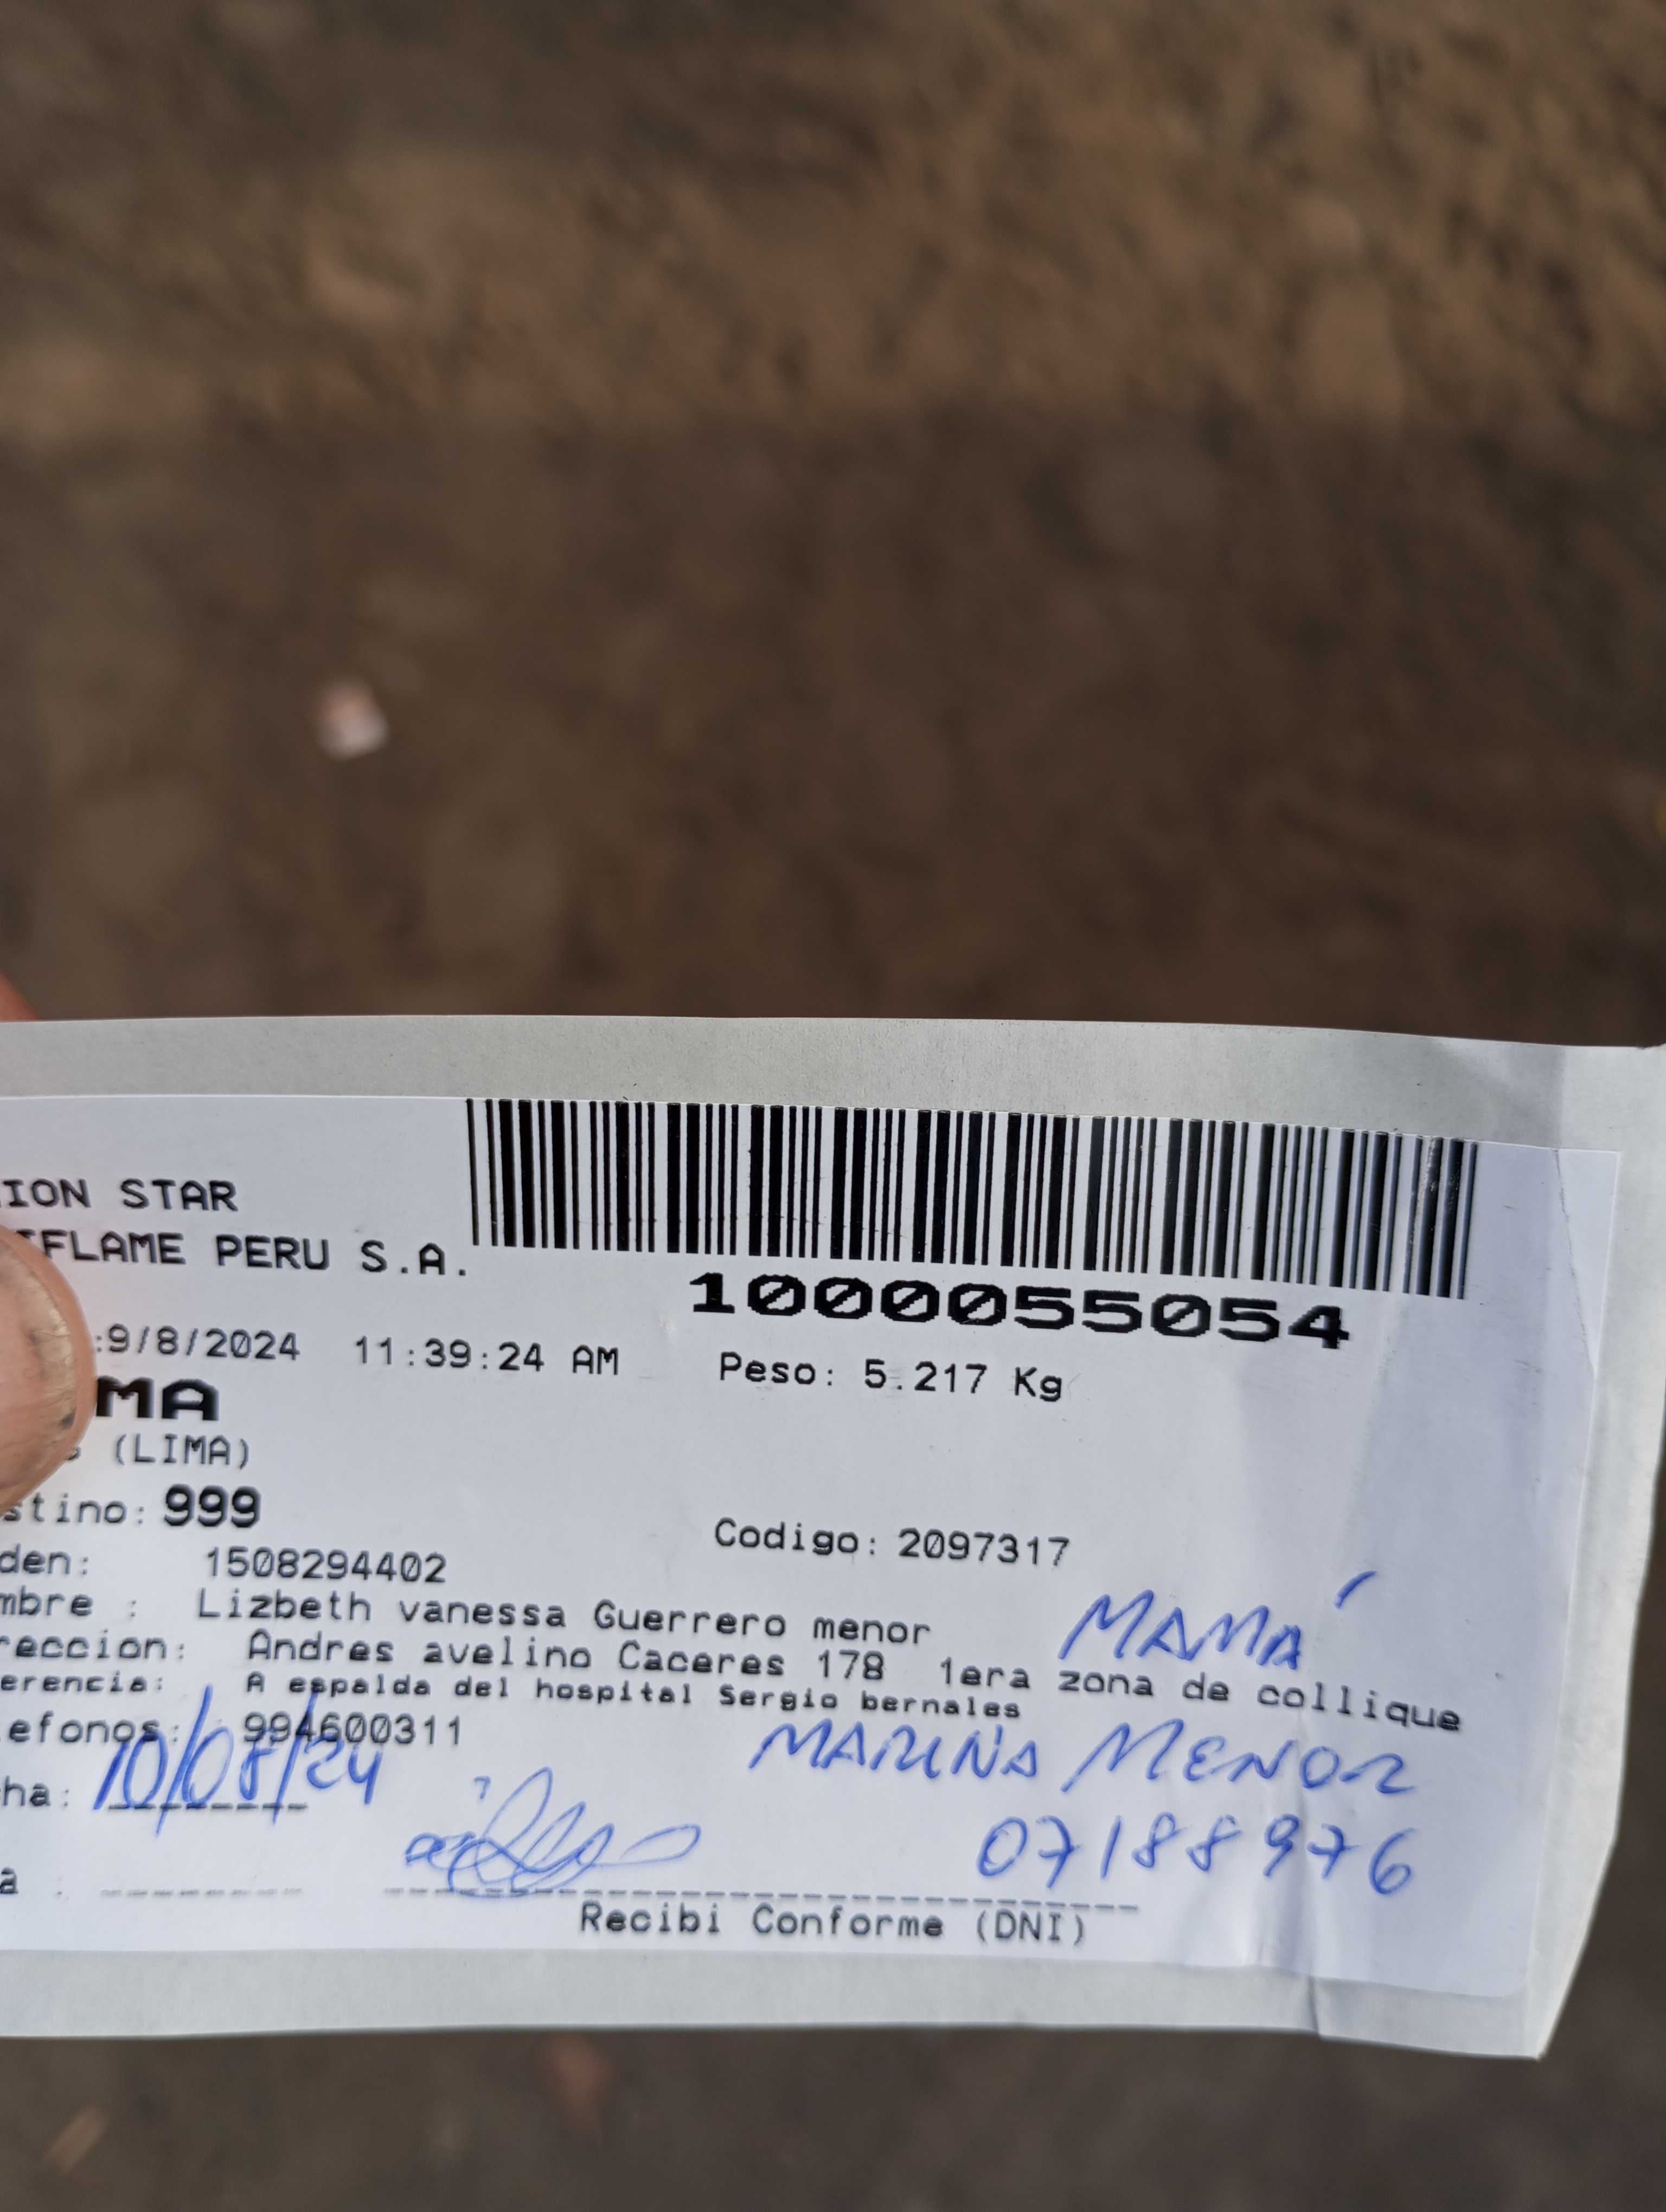 ION STAR
FLAME PERU S.A.
1000055054
:9/8/2024 11:39:24 AM Peso: 5.217 Kg
MA
(LIMA)
stino: 999
Codigo: 2097317
den: 1508294402
mbre : Lizbeth vanessa Guerrero menor
MAMÁ
reccion: Andres avelino Caceres 178 1era zona de collique
erencia: A espalda del hospital Sergio bernales
efonos: 994600311
MARINA MENOR
ha: 10/08/24
07188976
a :
Recibi Conforme (DNI)